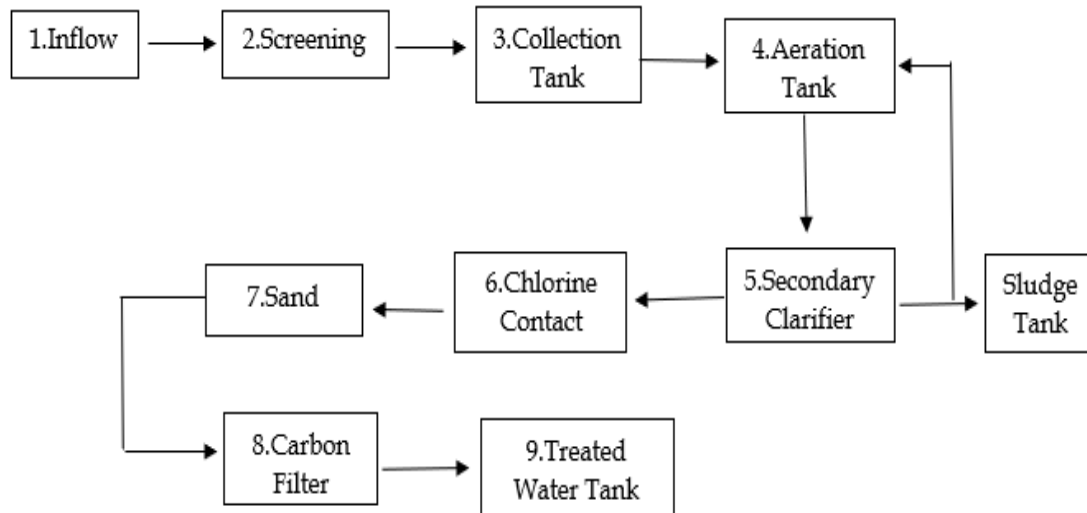 1.Inflow
2.Screening
3.Collection
Tank
4.Aeration
Tank
5.Secondary
Clarifier
Sludge
Tank
6.Chlorine
Contact
7.Sand
8.Carbon
Filter
9.Treated
Water Tank